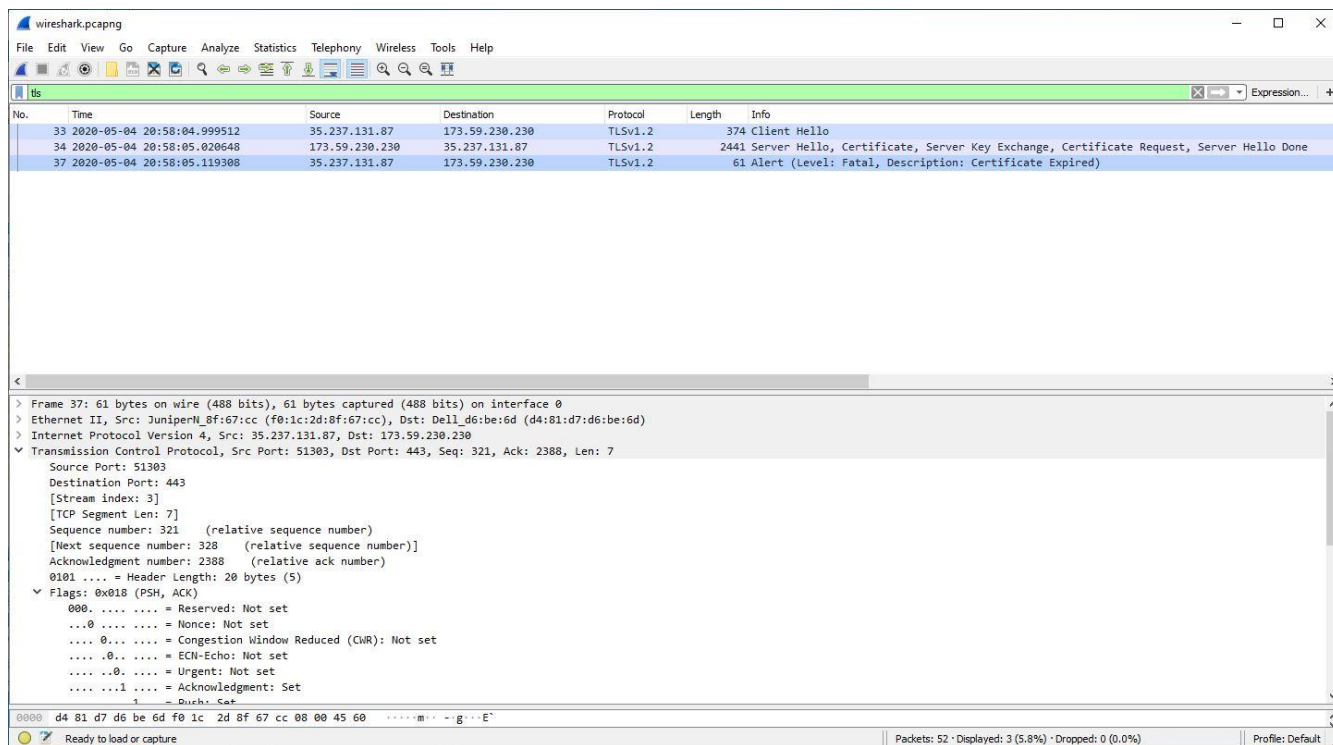 wireshark.pcapng
File Edit View Go Capture Analyze Statistics Telephony Wireless Tools Help
tls Expression... +
No. Time Source Destination Protocol Length Info
33 2020-05-04 20:58:04.999512 35.237.131.87 173.59.230.230 TLSv1.2 374 Client Hello
34 2020-05-04 20:58:05.020648 173.59.230.230 35.237.131.87 TLSv1.2 2441 Server Hello, Certificate, Server Key Exchange, Certificate Request, Server Hello Done
37 2020-05-04 20:58:05.119308 35.237.131.87 173.59.230.230 TLSv1.2 61 Alert (Level: Fatal, Description: Certificate Expired)
Frame 37: 61 bytes on wire (488 bits), 61 bytes captured (488 bits) on interface 0
Ethernet II, Src: JuniperN_8f:67:cc (f0:1c:2d:8f:67:cc), Dst: Dell_d6:be:6d (d4:81:d7:d6:be:6d)
Internet Protocol Version 4, Src: 35.237.131.87, Dst: 173.59.230.230
Transmission Control Protocol, Src Port: 51303, Dst Port: 443, Seq: 321, Ack: 2388, Len: 7
Source Port: 51303
Destination Port: 443
[Stream index: 3]
[TCP Segment Len: 7]
Sequence number: 321 (relative sequence number)
[Next sequence number: 328 (relative sequence number)]
Acknowledgment number: 2388 (relative ack number)
0101 .... = Header Length: 20 bytes (5)
Flags: 0x018 (PSH, ACK)
000. .... .... = Reserved: Not set
...0 .... .... = Nonce: Not set
.... 0... .... = Congestion Window Reduced (CWR): Not set
.... .0.. .... = ECN-Echo: Not set
.... ..0. .... = Urgent: Not set
.... ...1 .... = Acknowledgment: Set
1... = Push: Set
0000 d4 81 d7 d6 be 6d f0 1c 2d 8f 67 cc 08 00 45 60 ·····m·· -·g···E`
Ready to load or capture Packets: 52 · Displayed: 3 (5.8%) · Dropped: 0 (0.0%) Profile: Default